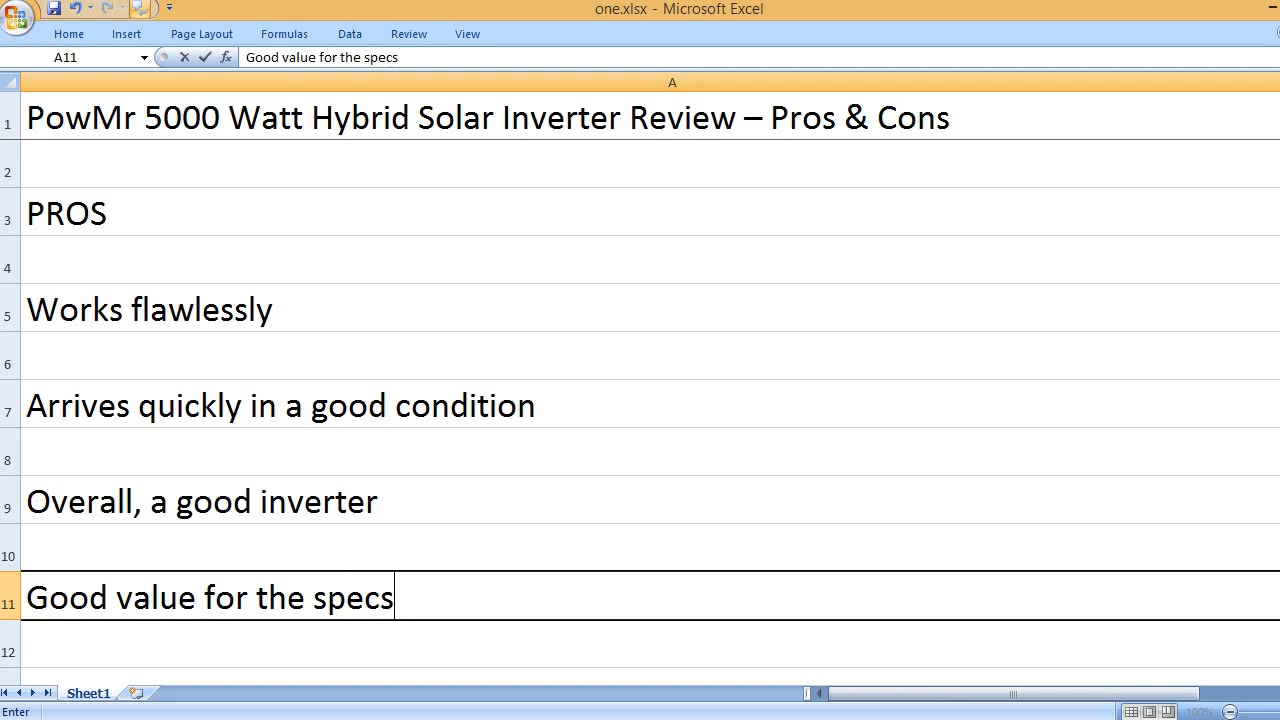 one.xlsx - Microsoft Excel
Home Insert Page Layout Formulas Data Review View
A11 fx Good value for the specs
A
1 PowMr 5000 Watt Hybrid Solar Inverter Review – Pros & Cons
2
3 PROS
4
5 Works flawlessly
6
7 Arrives quickly in a good condition
8
9 Overall, a good inverter
10
11 Good value for the specs
12
Sheet1
Enter 100%